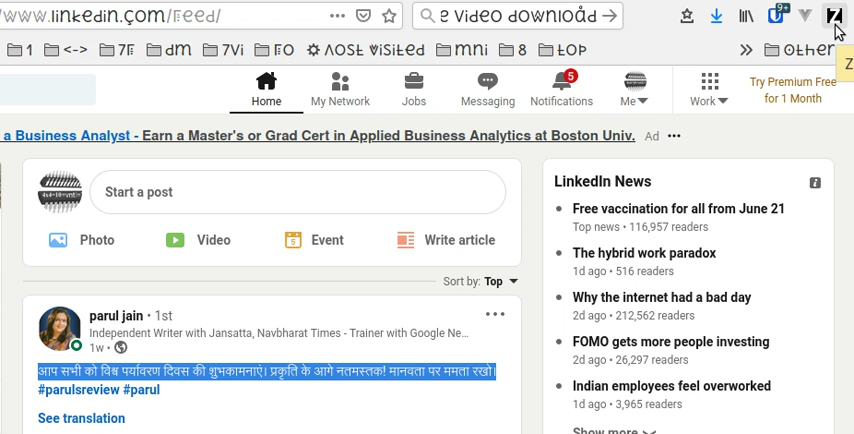 /www.linkedin.com/feed/
e Video download
9+
Z
1
<->
7F
dm
7Vi
FO
Most Visited
mni
8
top
Other
Z
Home
My Network
Jobs
Messaging
5
Notifications
Me
Work
Try Premium Free
for 1 Month
a Business Analyst - Earn a Master's or Grad Cert in Applied Business Analytics at Boston Univ. Ad
Start a post
Photo
Video
Event
Write article
Sort by: Top
parul jain • 1st
Independent Writer with Jansatta, Navbharat Times - Trainer with Google Ne...
1w •
आप सभी को विश्व पर्यावरण दिवस की शुभकामनाएं। प्रकृति के आगे नतमस्तक! मानवता पर ममता रखो।
#parulsreview #parul
See translation
LinkedIn News
Free vaccination for all from June 21
Top news • 116,957 readers
The hybrid work paradox
1d ago • 516 readers
Why the internet had a bad day
2d ago • 212,562 readers
FOMO gets more people investing
2d ago • 26,297 readers
Indian employees feel overworked
1d ago • 3,965 readers
Show more